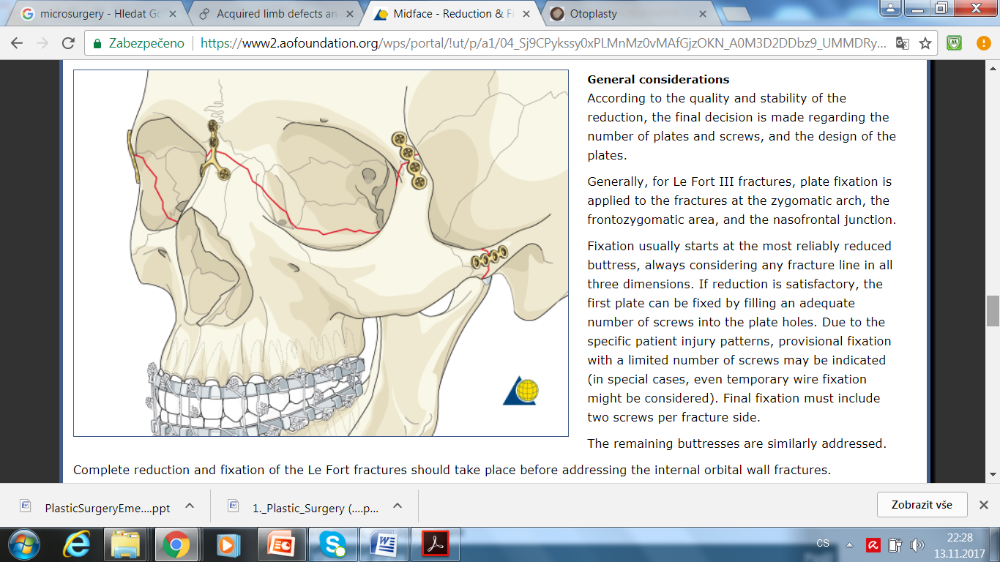 microsurgery - Hledat Go
Acquired limb defects an
Midface - Reduction & Fi
Otoplasty
Zabezpečeno
https://www2.aofoundation.org/wps/portal/!ut/p/a1/04_Sj9CPykssy0xPLMnMz0vMAfGjzOKN_A0M3D2DDbz9_UMMDRy...
General considerations
According to the quality and stability of the
reduction, the final decision is made regarding the
number of plates and screws, and the design of the
plates.
Generally, for Le Fort III fractures, plate fixation is
applied to the fractures at the zygomatic arch, the
frontozygomatic area, and the nasofrontal junction.
Fixation usually starts at the most reliably reduced
buttress, always considering any fracture line in all
three dimensions. If reduction is satisfactory, the
first plate can be fixed by filling an adequate
number of screws into the plate holes. Due to the
specific patient injury patterns, provisional fixation
with a limited number of screws may be indicated
(in special cases, even temporary wire fixation
might be considered). Final fixation must include
two screws per fracture side.
The remaining buttresses are similarly addressed.
Complete reduction and fixation of the Le Fort fractures should take place before addressing the internal orbital wall fractures.
PlasticSurgeryEme....ppt
1._Plastic_Surgery (....p...
Zobrazit vše
CS
22:28
13.11.2017